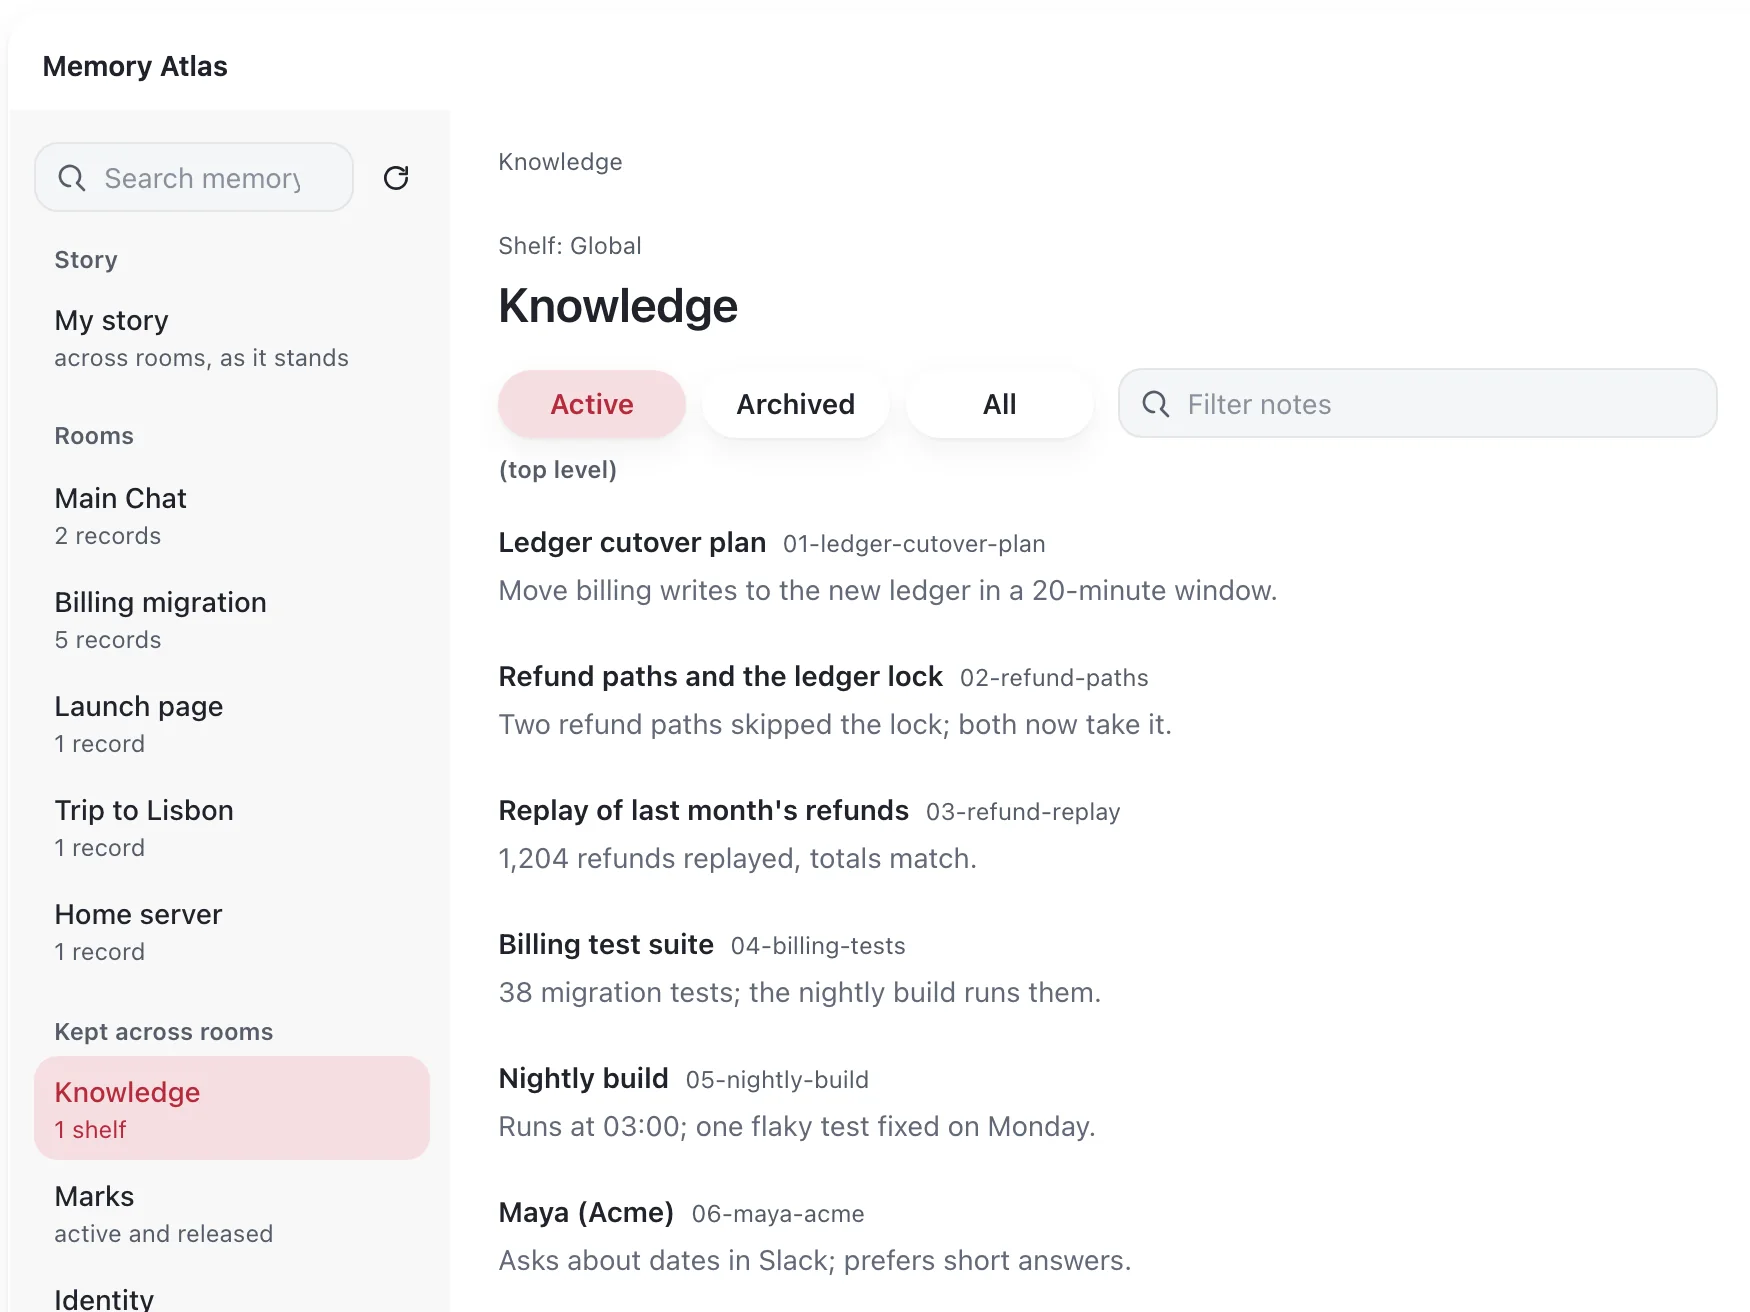 Memory Atlas
Search memory
Story
My story
across rooms, as it stands
Rooms
Main Chat
2 records
Billing migration
5 records
Launch page
1 record
Trip to Lisbon
1 record
Home server
1 record
Kept across rooms
Knowledge
1 shelf
Marks
active and released
Identity
Knowledge
Shelf: Global
Knowledge
Active Archived All Filter notes
(top level)
Ledger cutover plan 01-ledger-cutover-plan
Move billing writes to the new ledger in a 20-minute window.
Refund paths and the ledger lock 02-refund-paths
Two refund paths skipped the lock; both now take it.
Replay of last month's refunds 03-refund-replay
1,204 refunds replayed, totals match.
Billing test suite 04-billing-tests
38 migration tests; the nightly build runs them.
Nightly build 05-nightly-build
Runs at 03:00; one flaky test fixed on Monday.
Maya (Acme) 06-maya-acme
Asks about dates in Slack; prefers short answers.